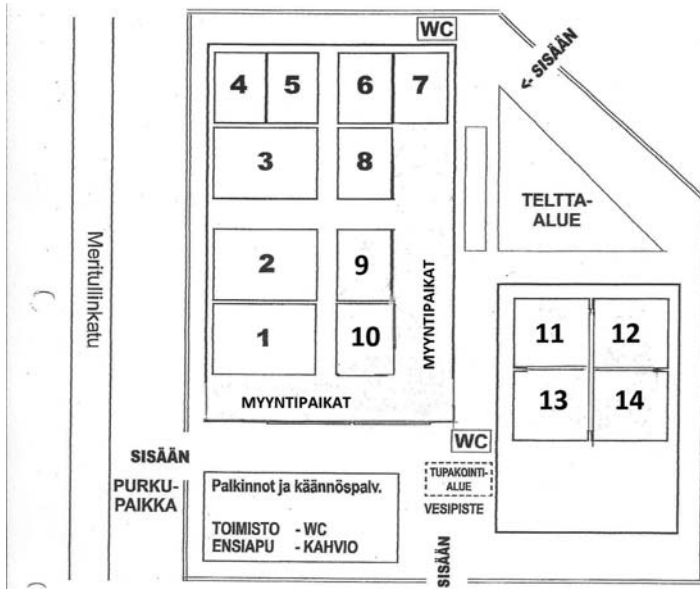 WC
<- SISÄÄN
4
5
6
7
3
8
TELTTA-
ALUE
Meritullinkatu
2
9
MYYNTIPAIKAT
1
10
11
12
13
14
MYYNTIPAIKAT
WC
SISÄÄN
PURKU-
PAIKKA
Palkinnot ja käännöspalv.
TOIMISTO - WC
ENSIAPU - KAHVIO
TUPAKOINTI-
ALUE
VESIPISTE
SISÄÄN